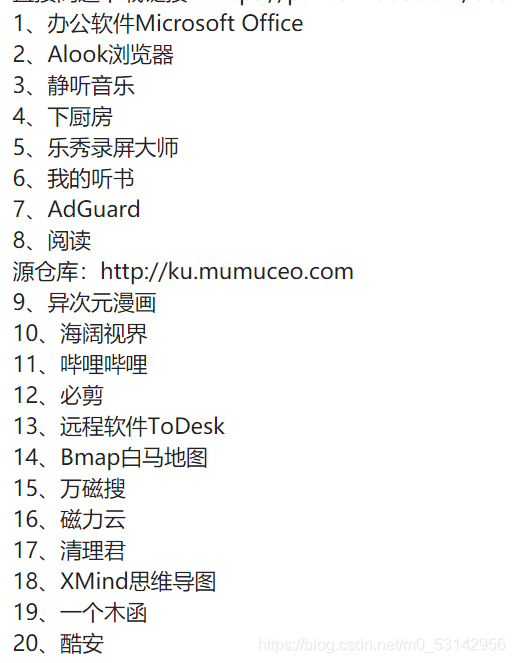 1、办公软件Microsoft Office
2、Alook浏览器
3、静听音乐
4、下厨房
5、乐秀录屏大师
6、我的听书
7、AdGuard
8、阅读
源仓库：http://ku.mumuceo.com
9、异次元漫画
10、海阔视界
11、哔哩哔哩
12、必剪
13、远程软件ToDesk
14、Bmap白马地图
15、万磁搜
16、磁力云
17、清理君
18、XMind思维导图
19、一个木函
20、酷安
https://blog.csdn.net/m0_53142956